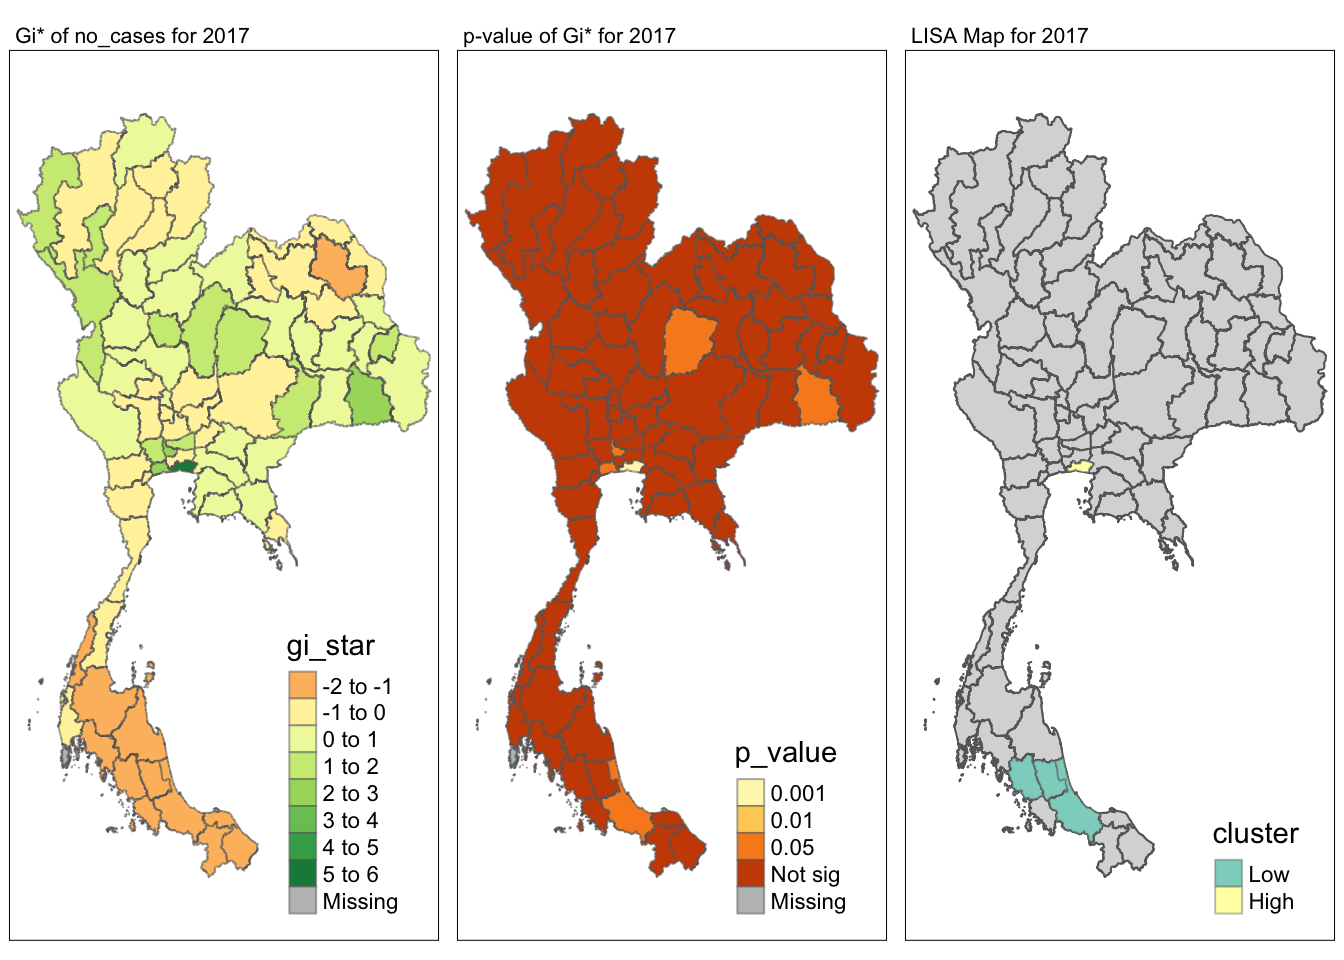 Gi* of no_cases for 2017
p-value of Gi* for 2017
LISA Map for 2017
gi_star
-2 to -1
-1 to 0
0 to 1
1 to 2
2 to 3
3 to 4
4 to 5
5 to 6
Missing
p_value
0.001
0.01
0.05
Not sig
Missing
cluster
Low
High